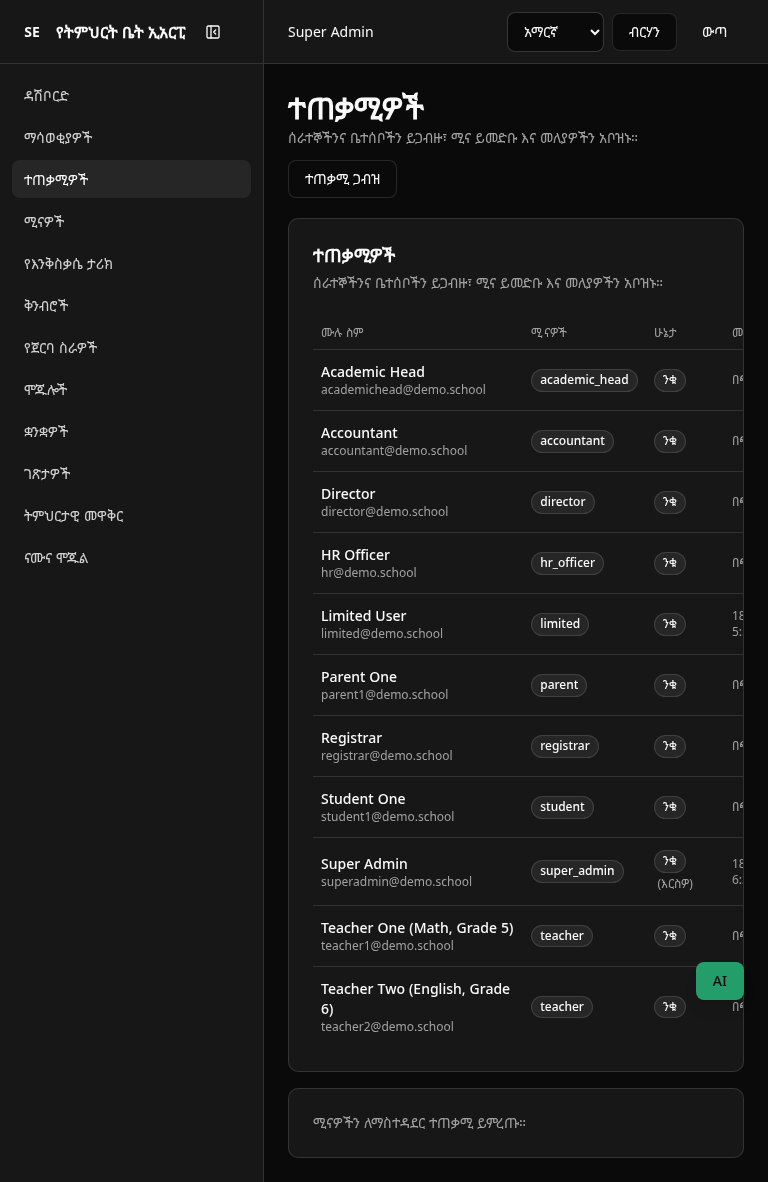 SE የትምህርት ቤት ኢአርፒ
Super Admin
አማርኛ
ብርሃን
ውጣ
ዳሽቦርድ
ማሳወቂያዎች
ተጠቃሚዎች
ሚናዎች
የእንቅስቃሴ ታሪክ
ቅንብሮች
የጀርባ ስራዎች
ሞጁሎች
ቋንቋዎች
ገጽታዎች
ትምህርታዊ መዋቅር
ናሙና ሞጁል
ተጠቃሚዎች
ሰራተኞችንና ቤተሰቦችን ይጋብዙ፣ ሚና ይመድቡ እና መለያዎችን አቦዝኑ።
ተጠቃሚ ጋብዝ
ተጠቃሚዎች
ሰራተኞችንና ቤተሰቦችን ይጋብዙ፣ ሚና ይመድቡ እና መለያዎችን አቦዝኑ።
ሙሉ ስም ሚናዎች ሁኔታ
Academic Head
academichead@demo.school
academic_head ንቁ
Accountant
accountant@demo.school
accountant ንቁ
Director
director@demo.school
director ንቁ
HR Officer
hr@demo.school
hr_officer ንቁ
Limited User
limited@demo.school
limited ንቁ
Parent One
parent1@demo.school
parent ንቁ
Registrar
registrar@demo.school
registrar ንቁ
Student One
student1@demo.school
student ንቁ
Super Admin
superadmin@demo.school
super_admin ንቁ
(እርስዎ)
Teacher One (Math, Grade 5)
teacher1@demo.school
teacher ንቁ
AI
Teacher Two (English, Grade
6)
teacher2@demo.school
teacher ንቁ
ሚናዎችን ለማስተዳደር ተጠቃሚ ይምረጡ።